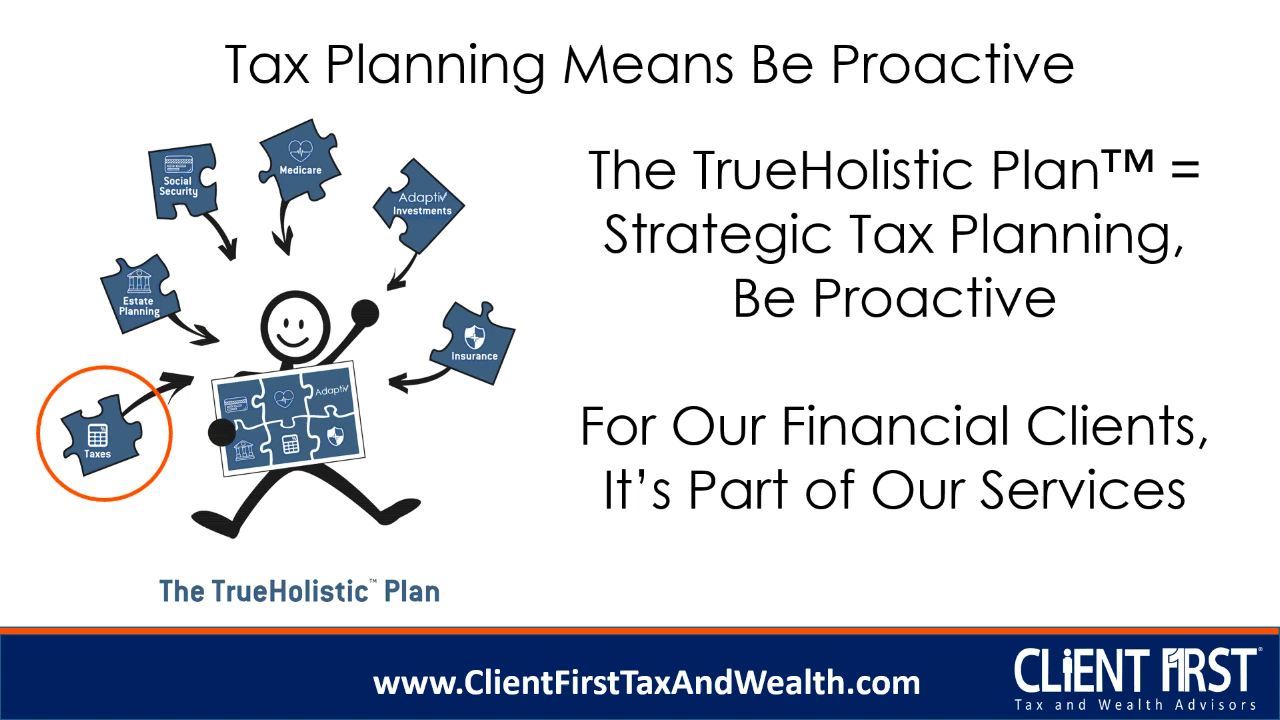 Tax Planning Means Be Proactive
Social
Security
Medicare
Adaptiv
Investments
Estate
Planning
Insurance
Taxes
Adaptiv
The TrueHolistic™ Plan
The TrueHolistic Plan™ =
Strategic Tax Planning,
Be Proactive
For Our Financial Clients,
It’s Part of Our Services
www.ClientFirstTaxAndWealth.com
CLiENT FiRST®
Tax and Wealth Advisors